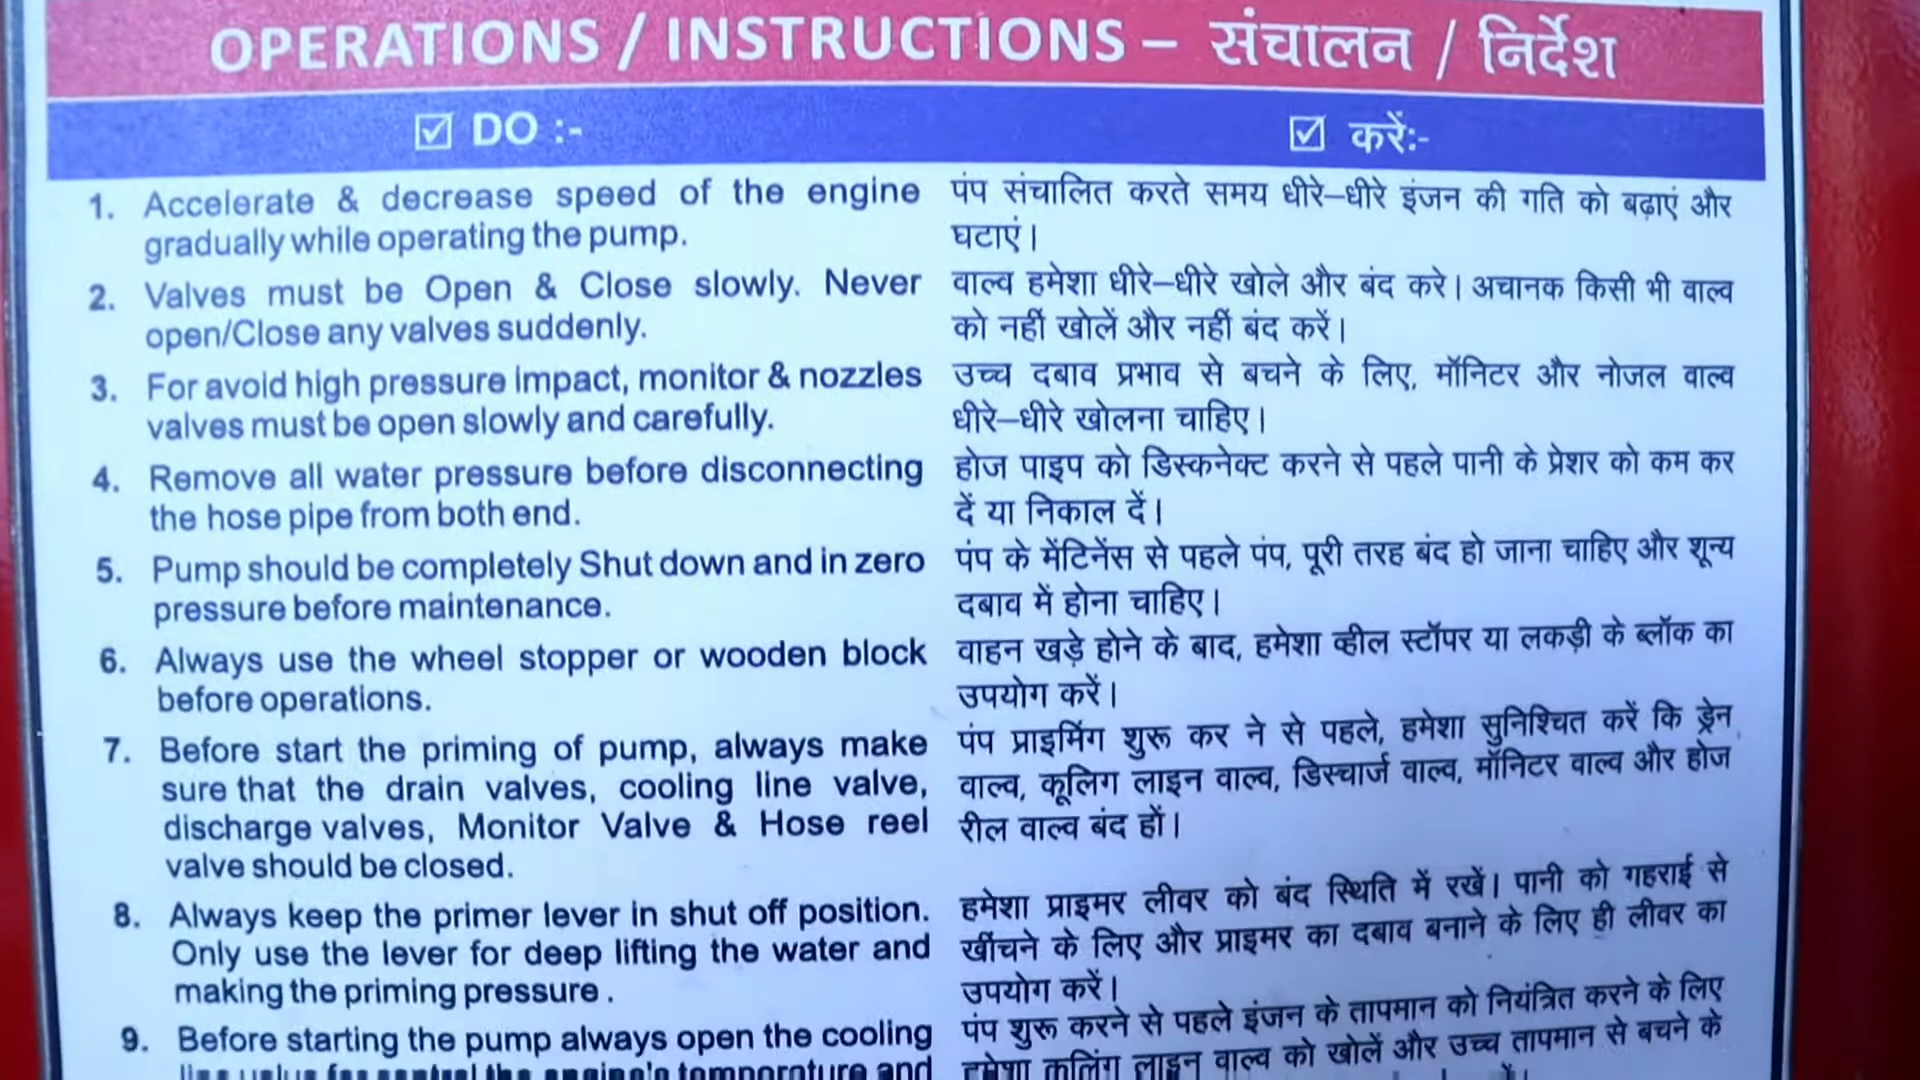 OPERATIONS / INSTRUCTIONS – संचालन / निर्देश
☑ DO :-
1. Accelerate & decrease speed of the engine
gradually while operating the pump.
2. Valves must be Open & Close slowly. Never
open/Close any valves suddenly.
3. For avoid high pressure impact, monitor & nozzles
valves must be open slowly and carefully.
4. Remove all water pressure before disconnecting
the hose pipe from both end.
5. Pump should be completely Shut down and in zero
pressure before maintenance.
6. Always use the wheel stopper or wooden block
before operations.
7. Before start the priming of pump, always make
sure that the drain valves, cooling line valve,
discharge valves, Monitor Valve & Hose reel
valve should be closed.
8. Always keep the primer lever in shut off position.
Only use the lever for deep lifting the water and
making the priming pressure .
9. Before starting the pump always open the cooling
☑ करें:-
पंप संचालित करते समय धीरे–धीरे इंजन की गति को बढ़ाएं और
घटाएं।
वाल्व हमेशा धीरे–धीरे खोले और बंद करे। अचानक किसी भी वाल्व
को नहीं खोलें और नहीं बंद करें।
उच्च दबाव प्रभाव से बचने के लिए, मॉनिटर और नोजल वाल्व
धीरे–धीरे खोलना चाहिए।
होज पाइप को डिस्कनेक्ट करने से पहले पानी के प्रेशर को कम कर
दें या निकाल दें।
पंप के मेंटिनेंस से पहले पंप, पूरी तरह बंद हो जाना चाहिए और शून्य
दबाव में होना चाहिए।
वाहन खड़े होने के बाद, हमेशा व्हील स्टॉपर या लकड़ी के ब्लॉक का
उपयोग करें।
पंप प्राइमिंग शुरू कर ने से पहले, हमेशा सुनिश्चित करें कि ड्रेन
वाल्व, कूलिग लाइन वाल्व, डिस्चार्ज वाल्व, मॉनिटर वाल्व और होज
रील वाल्व बंद हों।
हमेशा प्राइमर लीवर को बंद स्थिति में रखें। पानी को गहराई से
खींचने के लिए और प्राइमर का दबाव बनाने के लिए ही लीवर का
उपयोग करें।
पंप शुरू करने से पहले इंजन के तापमान को नियंत्रित करने के लिए
हमेशा कूलिंग लाइन वाल्व को खोलें और उच्च तापमान से बचने के